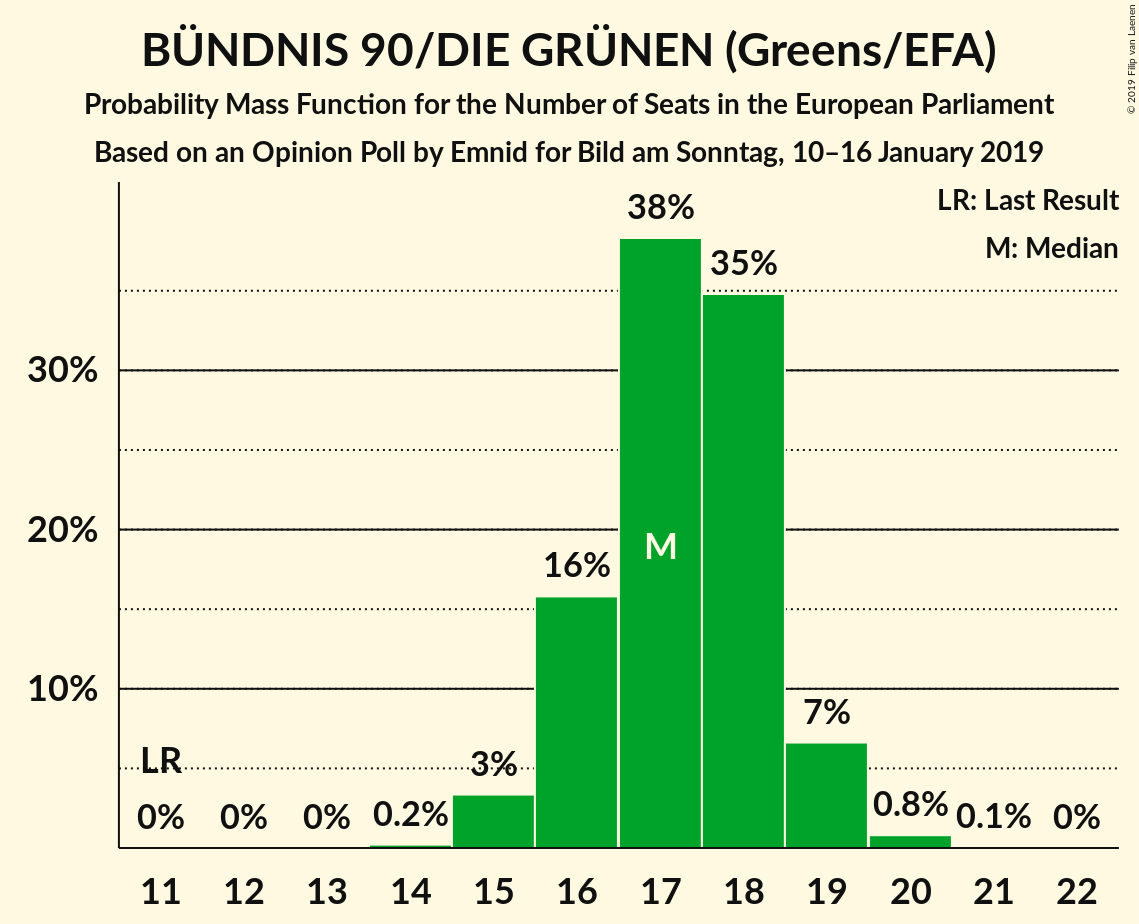 BÜNDNIS 90/DIE GRÜNEN (Greens/EFA)
Probability Mass Function for the Number of Seats in the European Parliament
Based on an Opinion Poll by Emnid for Bild am Sonntag, 10–16 January 2019
© 2019 Filip van Laenen
LR: Last Result
M: Median
38%
35%
30%
20%
16%
M
10%
7%
LR
3%
0% 0% 0% 0.2% 0.8% 0.1% 0%
11 12 13 14 15 16 17 18 19 20 21 22